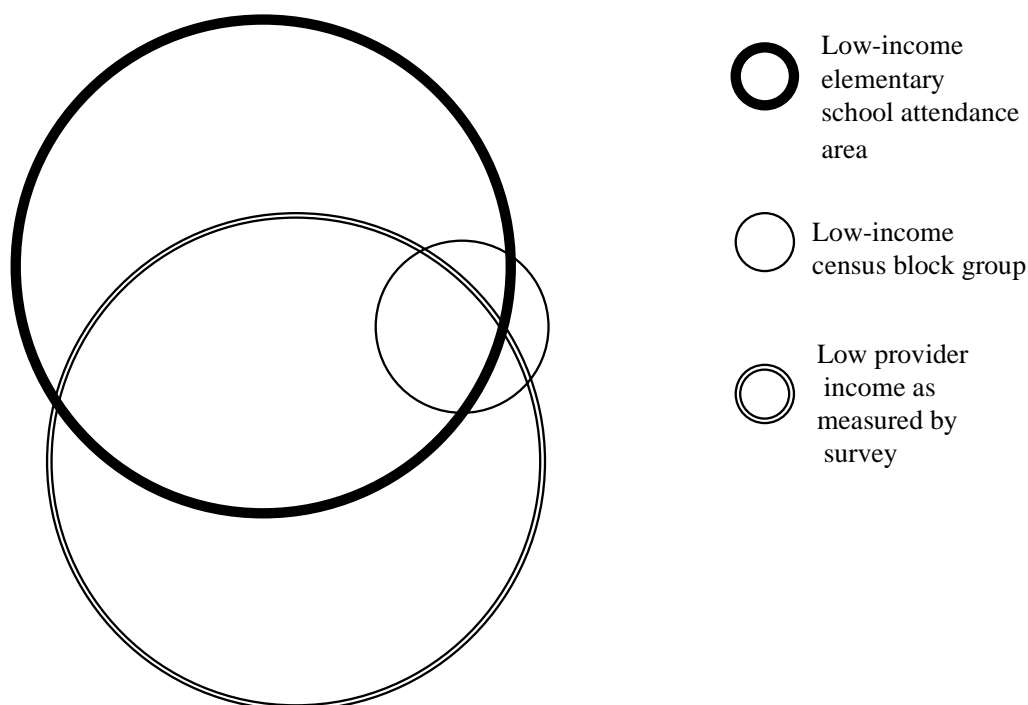 Low-income
elementary
school attendance
area
Low-income
census block group
Low provider
income as
measured by
survey